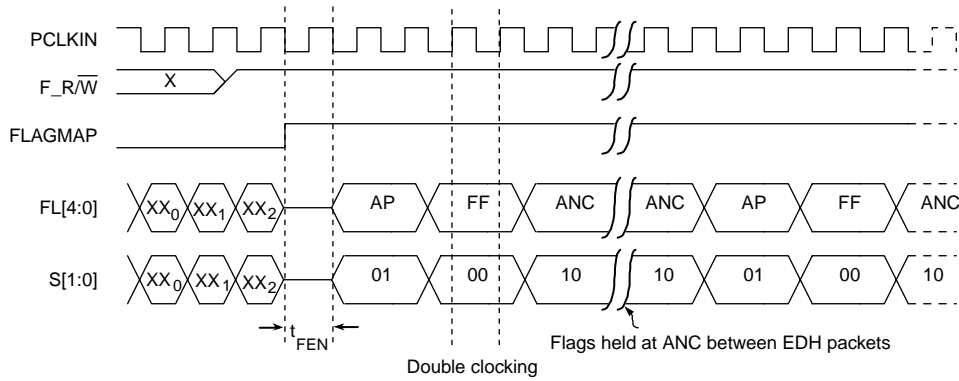 PCLKIN
F_R/W̅ X
FLAGMAP
FL[4:0] XX0 XX1 XX2 AP FF ANC ANC AP FF ANC
S[1:0] XX0 XX1 XX2 01 00 10 10 01 00 10
tFEN
Flags held at ANC between EDH packets
Double clocking